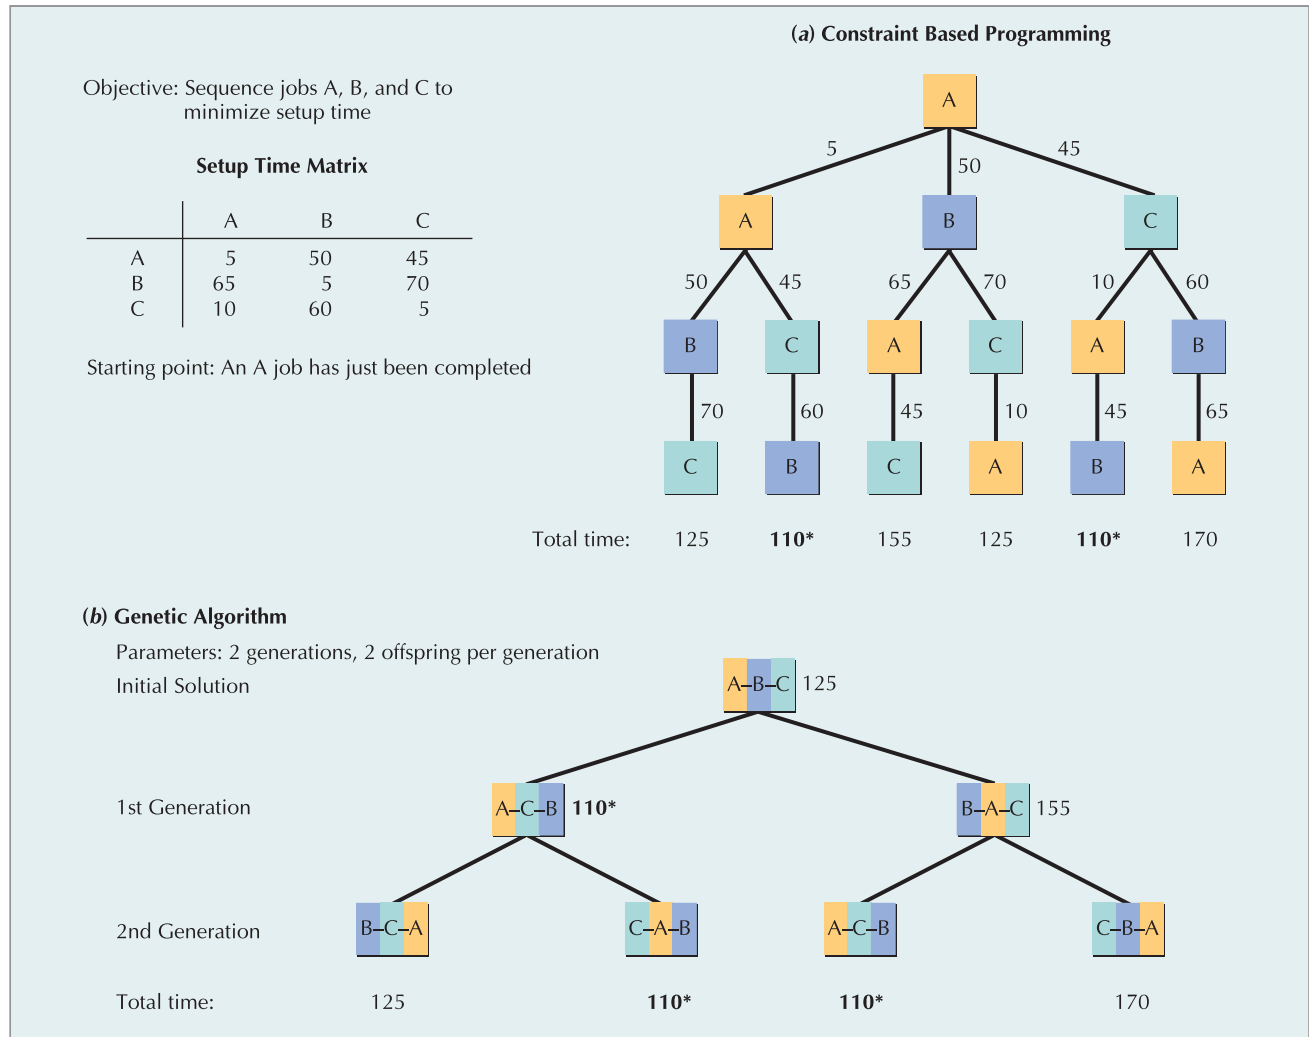 (a) Constraint Based Programming
Objective: Sequence jobs A, B, and C to
minimize setup time
Setup Time Matrix
A B C
A 5 50 45
B 65 5 70
C 10 60 5
Starting point: An A job has just been completed
A
5 50 45
A B C
50 45 65 70 10 60
B C A C A B
70 60 45 10 45 65
C B C A B A
Total time: 125 110* 155 125 110* 170
(b) Genetic Algorithm
Parameters: 2 generations, 2 offspring per generation
Initial Solution
A–B–C 125
1st Generation
A–C–B 110* B–A–C 155
2nd Generation
B–C–A C–A–B A–C–B C–B–A
Total time: 125 110* 110* 170